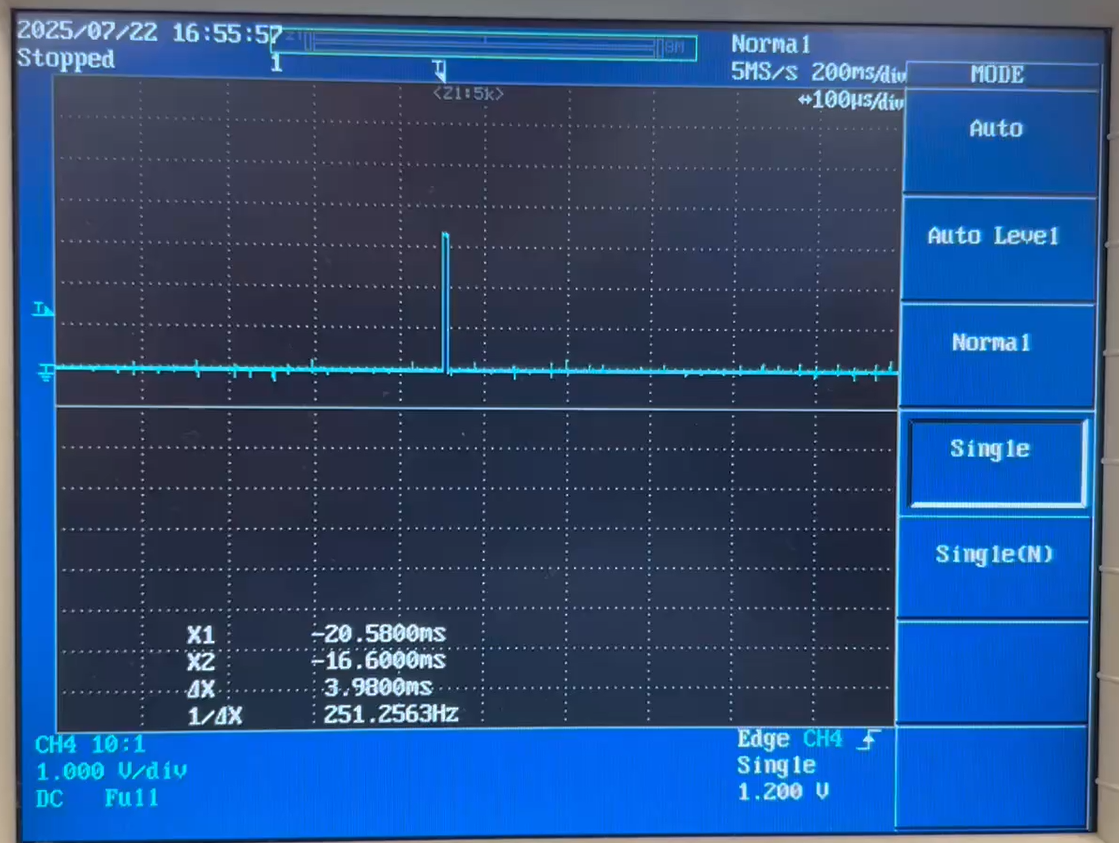 2025/07/22 16:55:57
Stopped
1
8M
Normal
5MS/s 200ms/div
<Z1:5k>
↔100µs/div
MODE
Auto
Auto Level
Normal
Single
Single(N)
T
T
X1 -20.5800ms
X2 -16.6000ms
ΔX 3.9800ms
1/ΔX 251.2563Hz
CH4 10:1
1.000 V/div
DC Full
Edge CH4
Single
1.200 V